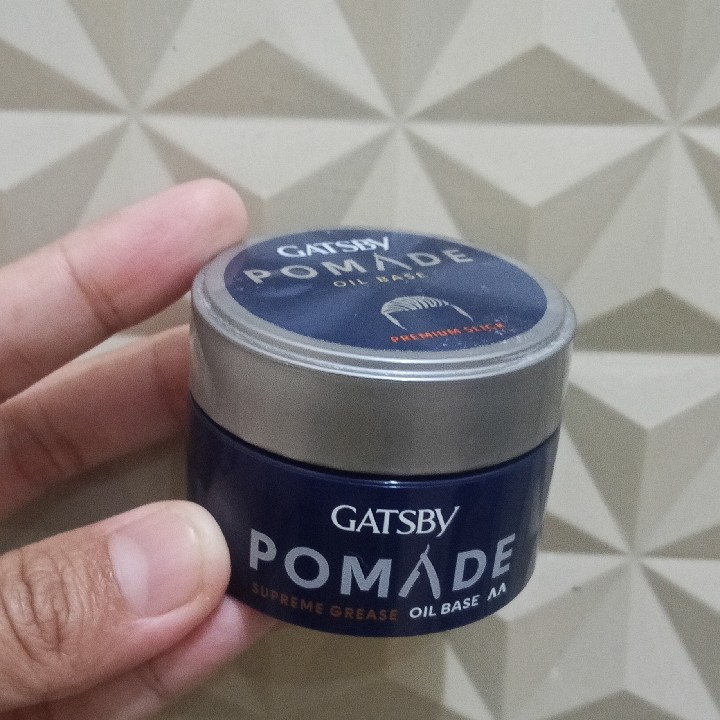 GATSBY
POMADE
OIL BASE
PREMIUM SLICK
GATSBY
POMADE
SUPREME GREASE OIL BASE